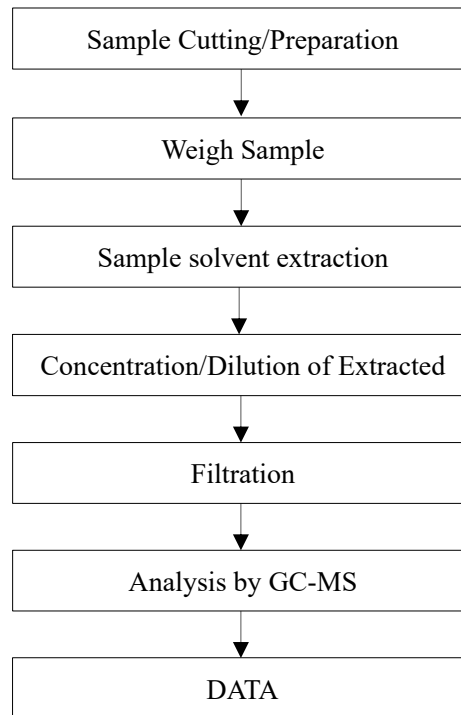 Sample Cutting/Preparation
Weigh Sample
Sample solvent extraction
Concentration/Dilution of Extracted
Filtration
Analysis by GC-MS
DATA